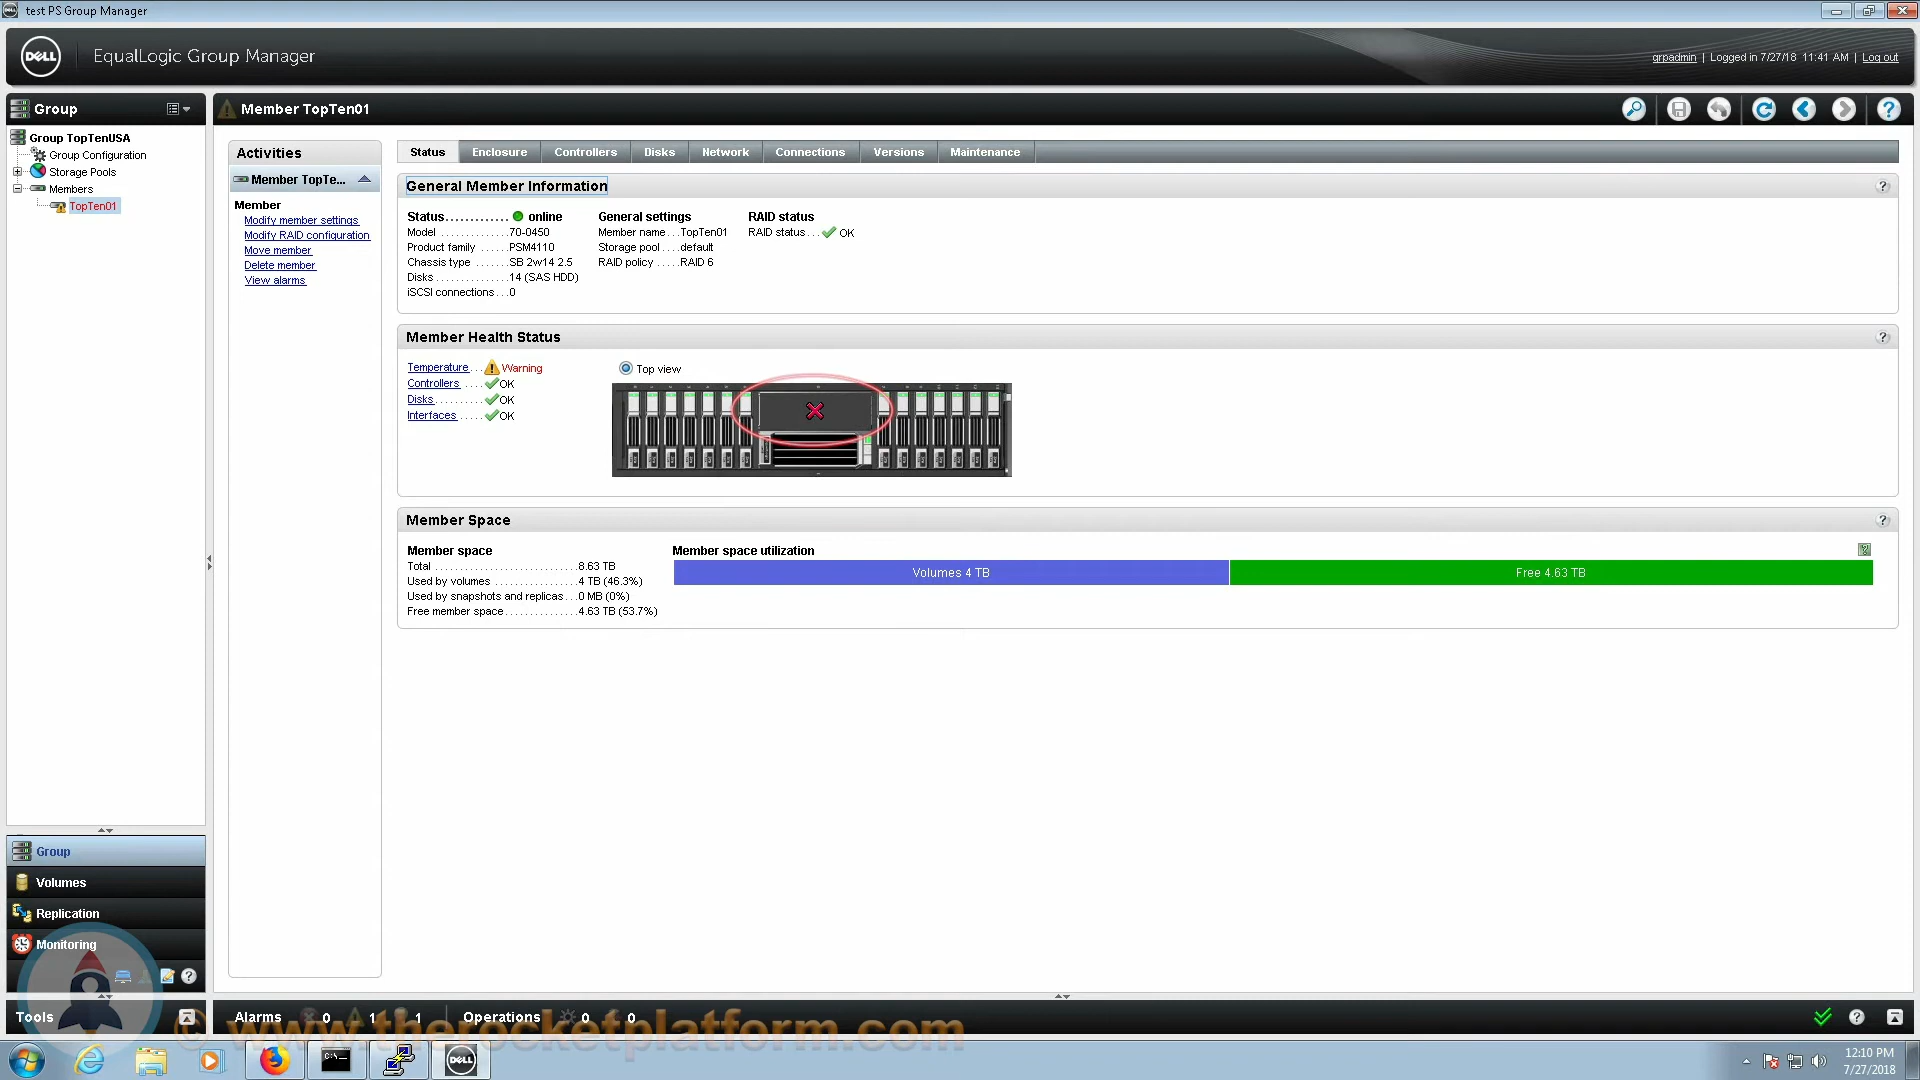 test PS Group Manager
DELL
EqualLogic Group Manager
grpadmin | Logged in 7/27/18 11:41 AM | Log out
Group
Member TopTen01
Group TopTenUSA
Group Configuration
Storage Pools
Members
TopTen01
Activities
Member TopTe...
Member
Modify member settings
Modify RAID configuration
Move member
Delete member
View alarms
Status
Enclosure
Controllers
Disks
Network
Connections
Versions
Maintenance
General Member Information
Status............ online
Model ..............70-0450
Product family ......PSM4110
Chassis type .......SB 2w14 2.5
Disks ...............14 (SAS HDD)
iSCSI connections...0
General settings
Member name...TopTen01
Storage pool ....default
RAID policy .....RAID 6
RAID status
RAID status... OK
Member Health Status
Temperature... Warning
Controllers .... OK
Disks.......... OK
Interfaces ..... OK
Top view
Member Space
Member space
Total ............................8.63 TB
Used by volumes .................4 TB (46.3%)
Used by snapshots and replicas...0 MB (0%)
Free member space..............4.63 TB (53.7%)
Member space utilization
Volumes 4 TB
Free 4.63 TB
Group
Volumes
Replication
Monitoring
Tools
Alarms 0 1 1
Operations 0 0
© www.therocketplatform.com
12:10 PM
7/27/2018